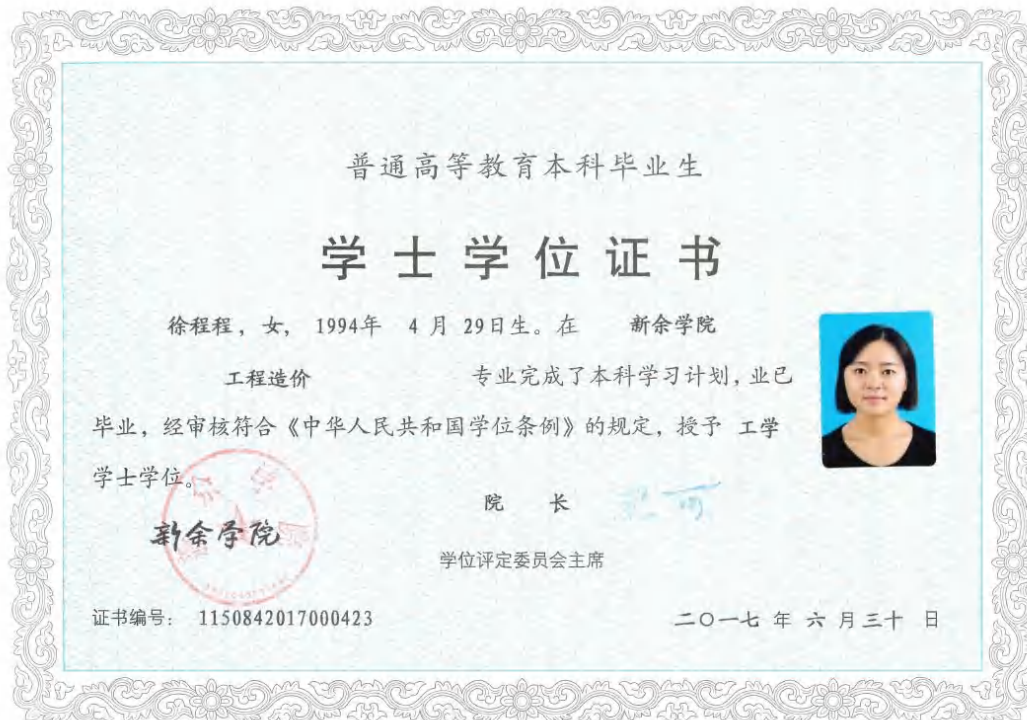 普通高等教育本科毕业生
学士学位证书
徐程程，女， 1994年 4月29日生。在 新余学院
工程造价 专业完成了本科学习计划，业已
毕业，经审核符合《中华人民共和国学位条例》的规定，授予 工学
学士学位。
院 长
新余学院
学位评定委员会主席
证书编号： 1150842017000423
二〇一七 年 六 月三十 日